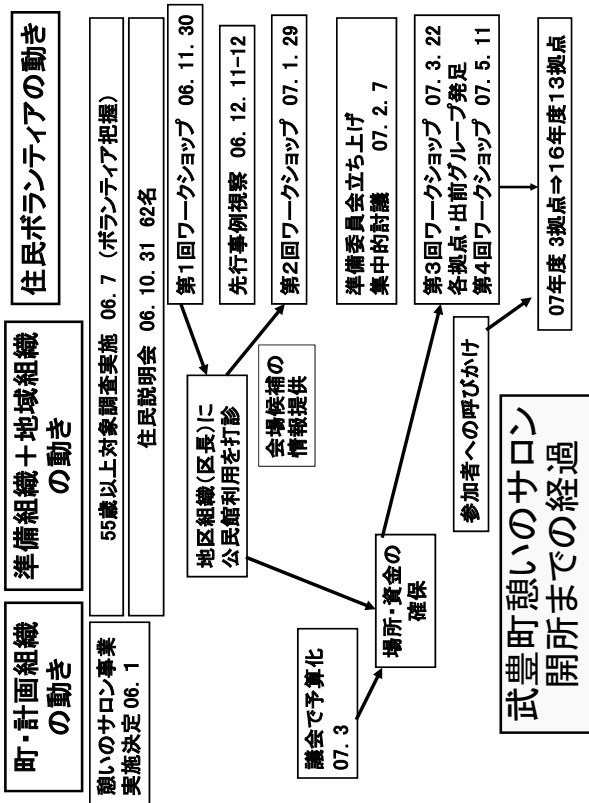 町・計画組織
の動き
準備組織＋地域組織
の動き
住民ボランティアの動き
憩いのサロン事業
実施決定 06. 1
55歳以上対象調査実施 06. 7 （ボランティア把握）
住民説明会 06. 10. 31 62名
第1回ワークショップ 06. 11. 30
地区組織（区長）に
公民館利用を打診
先行事例視察 06. 12. 11-12
会場候補の
情報提供
第2回ワークショップ 07. 1. 29
議会で予算化
07. 3
準備委員会立ち上げ
集中的討議 07. 2. 7
場所・資金の
確保
第3回ワークショップ 07. 3. 22
各拠点・出前グループ発足
第4回ワークショップ 07. 5. 11
参加者への呼びかけ
07年度 3拠点⇒16年度13拠点
武豊町憩いのサロン
開所までの経過